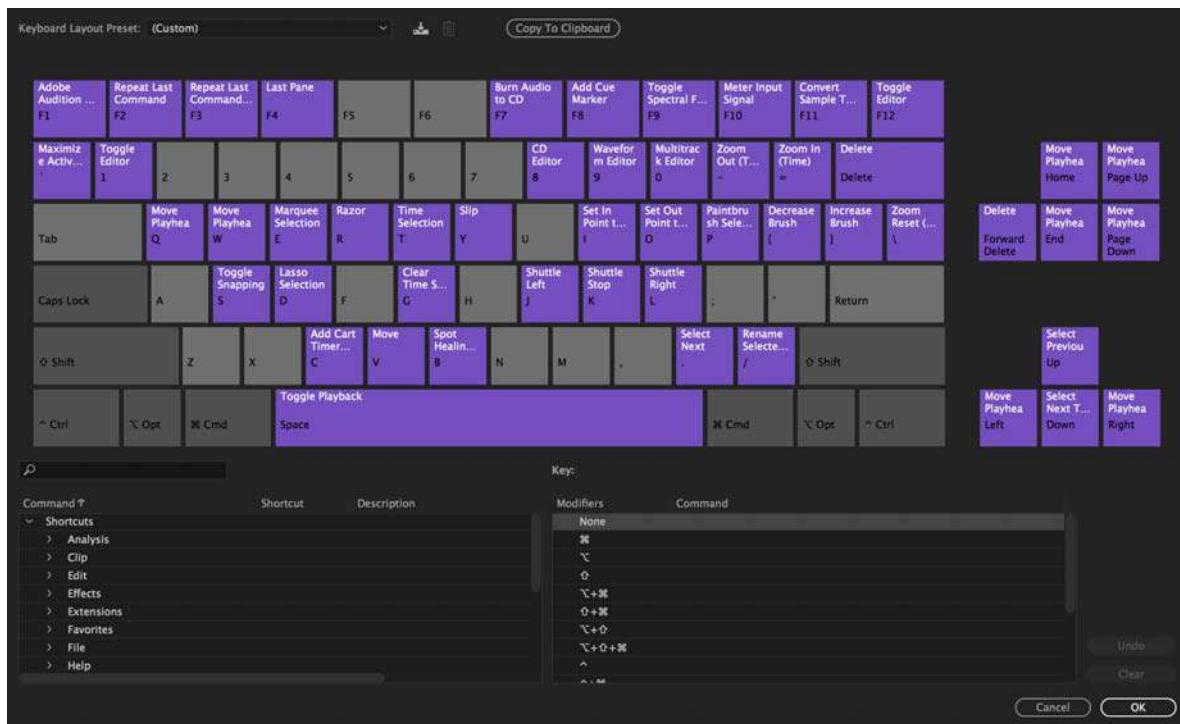 Keyboard Layout Preset: (Custom) Copy To Clipboard
Adobe Repeat Last Repeat Last Last Pane Burn Audio Add Cue Toggle Meter Input Convert Toggle
Audition ... Command Command... to CD Marker Spectral F... Signal Sample T... Editor
F1 F2 F3 F4 F5 F6 F7 F8 F9 F10 F11 F12
Maximiz Toggle CD Wavefor Multitrac Zoom Zoom In Delete Move Move
e Activ... Editor Editor m Editor k Editor Out (T... (Time) Playhea Playhea
` 1 2 3 4 5 6 7 8 9 0 - = Delete Home Page Up
Move Move Marquee Razor Time Slip Set In Set Out Paintbru Decrease Increase Zoom Delete Move Move
Playhea Playhea Selection Selection Point t... Point t... sh Sele... Brush Brush Reset (... Playhea Playhea
Tab Q W E R T Y U I O P [ ] \ Forward End Page
Delete Down
Toggle Lasso Clear Shuttle Shuttle Shuttle
Snapping Selection Time S... Left Stop Right
Caps Lock A S D F G H J K L ; ' Return
Add Cart Move Spot Select Rename Select
Timer... Healin... Next Selecte... Previou
⇧ Shift Z X C V B N M , . / ⇧ Shift Up
Toggle Playback Move Select Move
Playhea Next T... Playhea
^ Ctrl ⌥ Opt ⌘ Cmd Space ⌘ Cmd ⌥ Opt ^ Ctrl Left Down Right
Key:
Command ↑ Shortcut Description Modifiers Command
Shortcuts None
Analysis ⌘
Clip ⌥
Edit ⇧
Effects ⌥+⌘
Extensions ⇧+⌘
Favorites ⌥+⇧
File ⌥+⇧+⌘ Undo
Help ^ Clear
Cancel OK